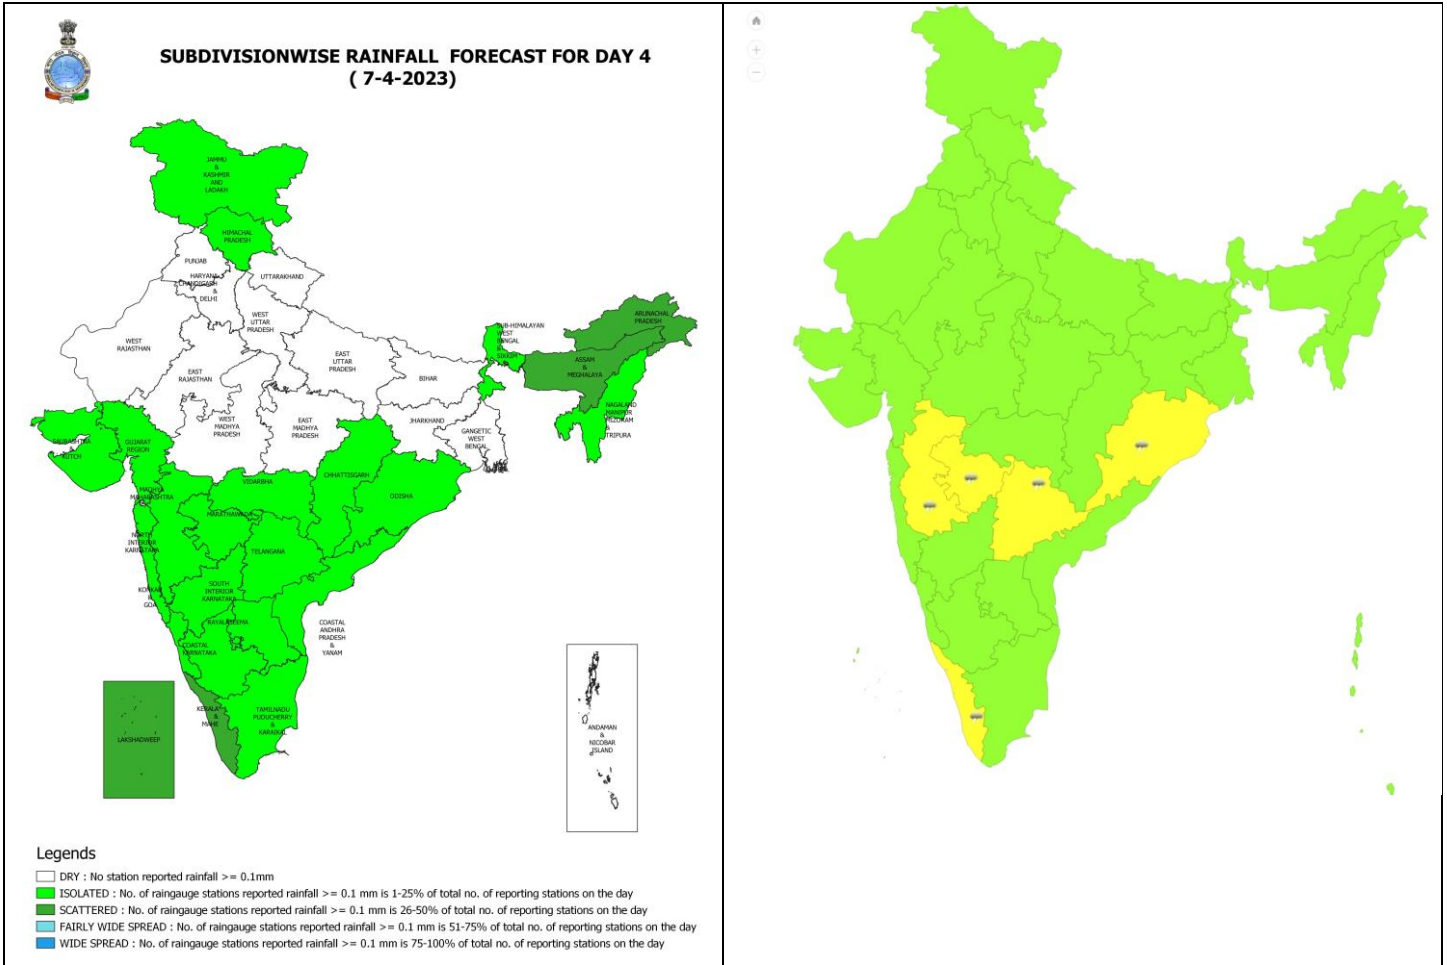 SUBDIVISIONWISE RAINFALL FORECAST FOR DAY 4
( 7-4-2023)
JAMMU
&
KASHMIR
AND
LADAKH
HIMACHAL
PRADESH
PUNJAB
HARYANA
CHANDIGARH
&
DELHI
UTTARAKHAND
WEST
UTTAR
PRADESH
WEST
RAJASTHAN
EAST
RAJASTHAN
EAST
UTTAR
PRADESH
BIHAR
SUB-HIMALAYAN
WEST
BENGAL
&
SIKKIM
ARUNACHAL
PRADESH
ASSAM
&
MEGHALAYA
NAGALAND
MANIPUR
MIZORAM
&
TRIPURA
WEST
MADHYA
PRADESH
EAST
MADHYA
PRADESH
JHARKHAND
GANGETIC
WEST
BENGAL
SAURASHTRA
&
KUTCH
GUJARAT
REGION
MADHYA
MAHARASHTRA
VIDARBHA
CHHATTISGARH
ODISHA
MARATHAWADA
NORTH
INTERIOR
KARNATAKA
TELANGANA
KONKAN
&
GOA
SOUTH
INTERIOR
KARNATAKA
RAYALASEEMA
COASTAL
ANDHRA
PRADESH
&
YANAM
COASTAL
KARNATAKA
KERALA
&
MAHE
TAMILNADU
PUDUCHERRY
&
KARAIKAL
LAKSHADWEEP
ANDAMAN
&
NICOBAR
ISLAND
Legends
DRY : No station reported rainfall >= 0.1mm
ISOLATED : No. of raingauge stations reported rainfall >= 0.1 mm is 1-25% of total no. of reporting stations on the day
SCATTERED : No. of raingauge stations reported rainfall >= 0.1 mm is 26-50% of total no. of reporting stations on the day
FAIRLY WIDE SPREAD : No. of raingauge stations reported rainfall >= 0.1 mm is 51-75% of total no. of reporting stations on the day
WIDE SPREAD : No. of raingauge stations reported rainfall >= 0.1 mm is 75-100% of total no. of reporting stations on the day